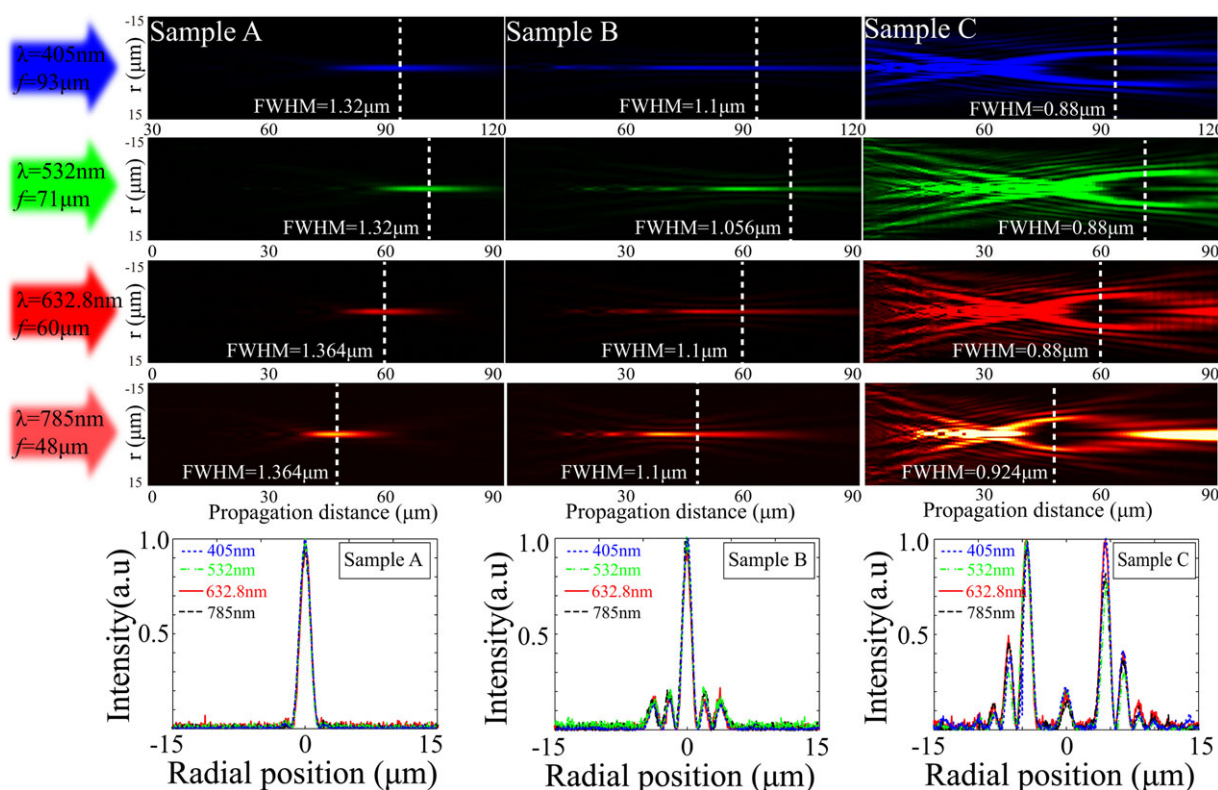 Sample A
Sample B
Sample C
λ=405nm
f=93μm
-15
r (μm)
15
FWHM=1.32μm
FWHM=1.1μm
FWHM=0.88μm
30 60 90 120 60 90 120 60 90 120
λ=532nm
f=71μm
-15
r (μm)
15
FWHM=1.32μm
FWHM=1.056μm
FWHM=0.88μm
0 30 60 90 30 60 90 30 60 90
λ=632.8nm
f=60μm
-15
r (μm)
15
FWHM=1.364μm
FWHM=1.1μm
FWHM=0.88μm
0 30 60 90 30 60 90 30 60 90
λ=785nm
f=48μm
-15
r (μm)
15
FWHM=1.364μm
FWHM=1.1μm
FWHM=0.924μm
0 30 60 90 30 60 90 30 60 90
Propagation distance (μm)
Propagation distance (μm)
Propagation distance (μm)
Intensity(a.u)
1.0
0.5
405nm
532nm
632.8nm
785nm
Sample A
-15 0 15
Radial position (μm)
Intensity(a.u)
1.0
0.5
405nm
532nm
632.8nm
785nm
Sample B
-15 0 15
Radial position (μm)
Intensity(a.u)
1.0
0.5
405nm
532nm
632.8nm
785nm
Sample C
-15 0 15
Radial position (μm)